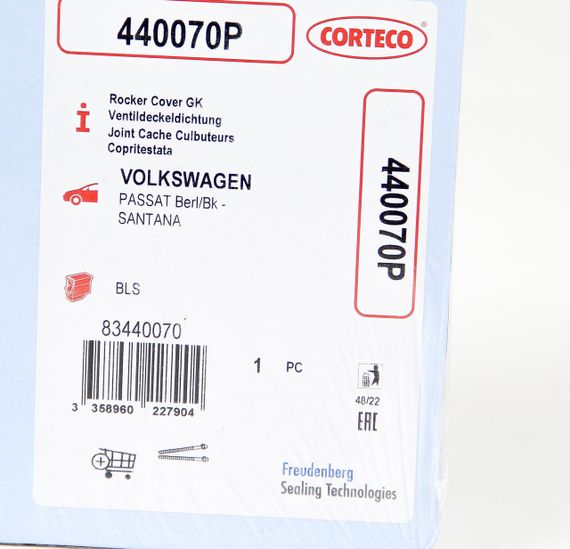 440070P
CORTECO®
Rocker Cover GK
Ventildeckeldichtung
Joint Cache Culbuteurs
Copritestata
VOLKSWAGEN
PASSAT Berl/Bk -
SANTANA
440070P
BLS
83440070
1 PC
3 358960 227904
48/22
EAC
Freudenberg
Sealing Technologies